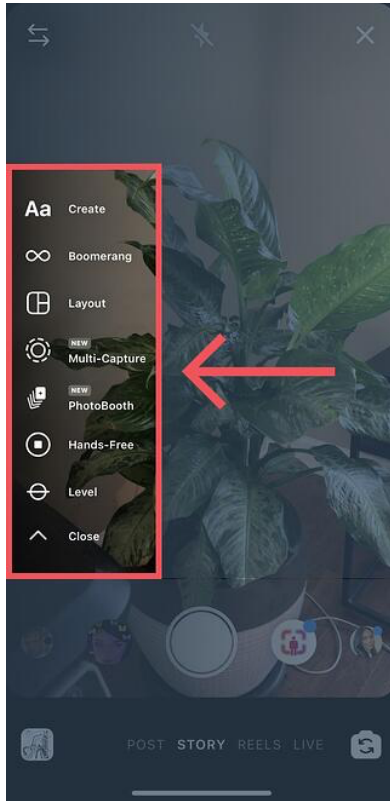 Aa Create
Boomerang
Layout
NEW
Multi-Capture
NEW
PhotoBooth
Hands-Free
Level
Close
POST STORY REELS LIVE